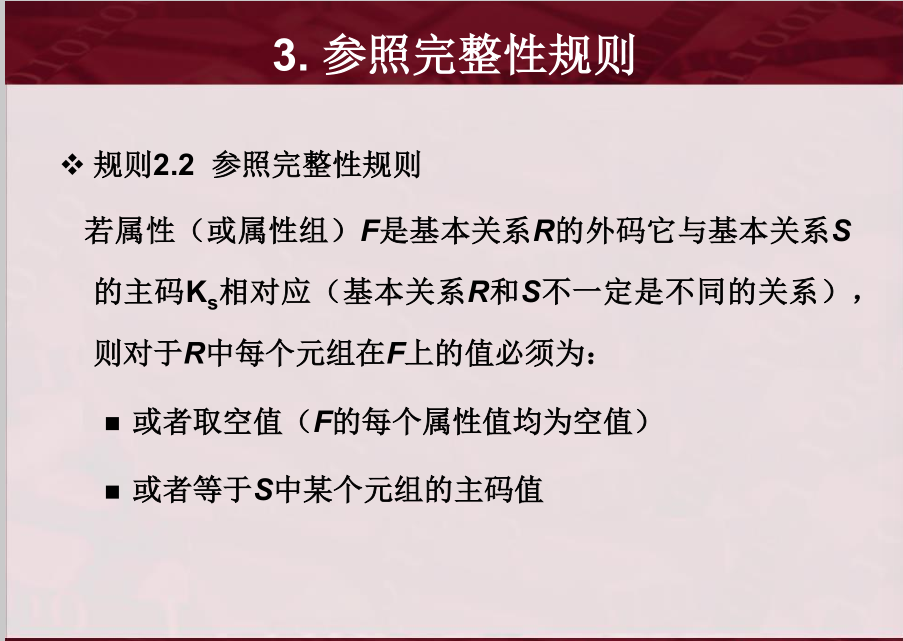 3. 参照完整性规则
❖ 规则2.2 参照完整性规则
若属性（或属性组）F是基本关系R的外码它与基本关系S
的主码Ks相对应（基本关系R和S不一定是不同的关系），
则对于R中每个元组在F上的值必须为：
■ 或者取空值（F的每个属性值均为空值）
■ 或者等于S中某个元组的主码值